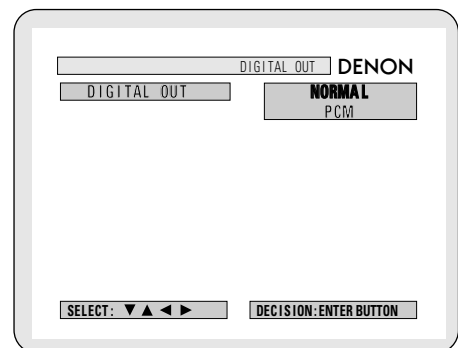 DIGITAL OUT DENON
DIGITAL OUT NORMAL
PCM
SELECT: ▼ ▲ ◀ ▶ DECISION: ENTER BUTTON